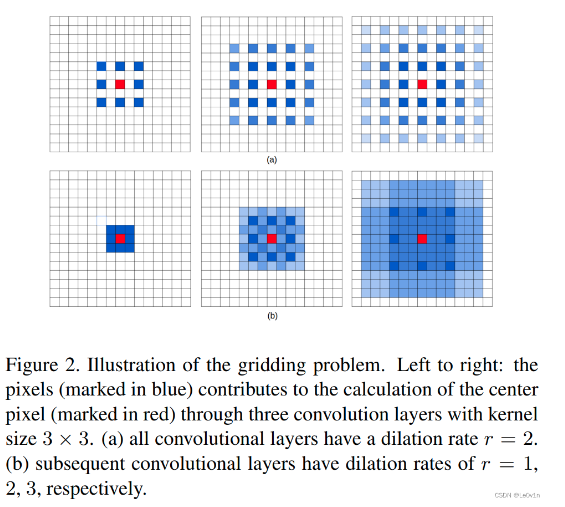 (a)
(b)
Figure 2. Illustration of the gridding problem. Left to right: the
pixels (marked in blue) contributes to the calculation of the center
pixel (marked in red) through three convolution layers with kernel
size 3 × 3. (a) all convolutional layers have a dilation rate r = 2.
(b) subsequent convolutional layers have dilation rates of r = 1,
2, 3, respectively.
CSDN